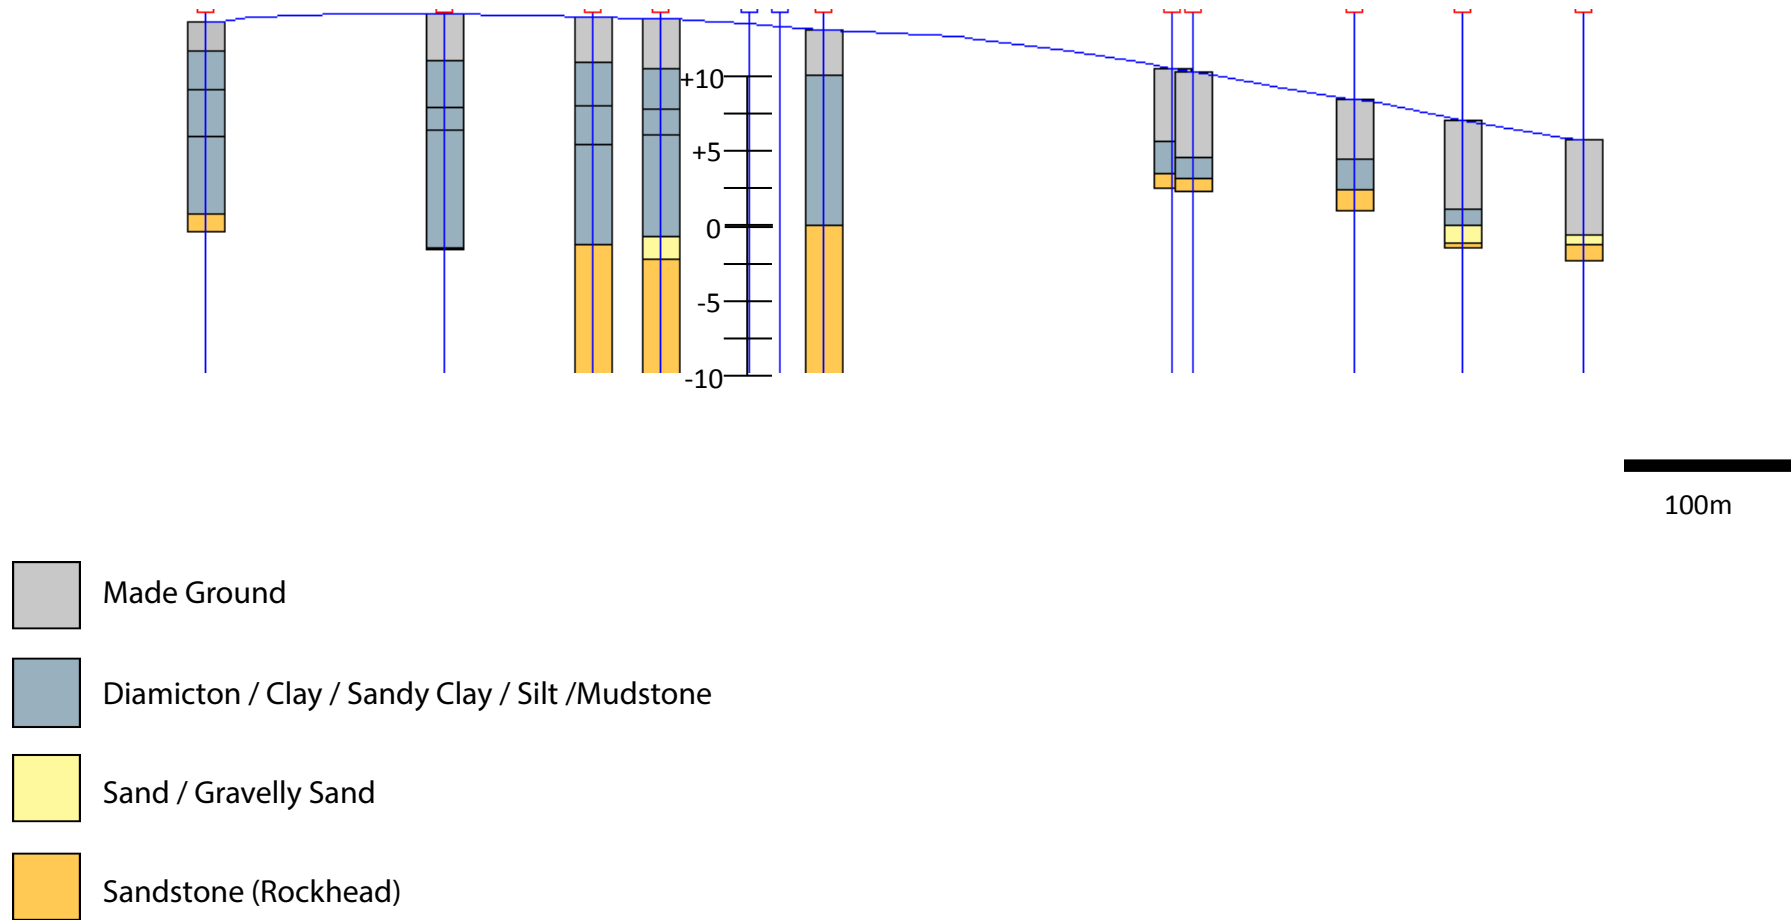 +10
+5
0
-5
-10
100m
Made Ground
Diamicton / Clay / Sandy Clay / Silt /Mudstone
Sand / Gravelly Sand
Sandstone (Rockhead)